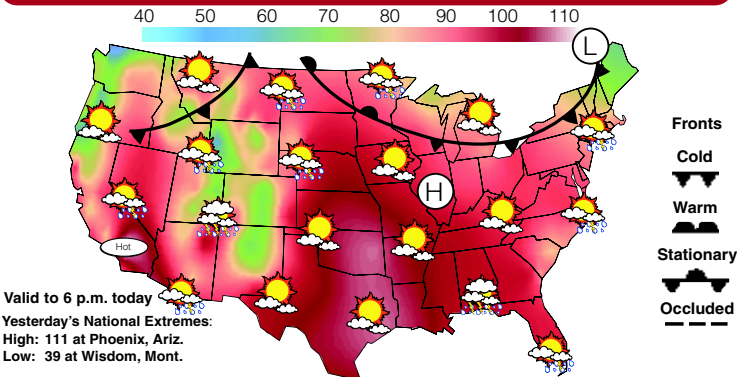 40 50 60 70 80 90 100 110
L
Fronts
Cold
Warm
Stationary
Occluded
H
Hot
Valid to 6 p.m. today
Yesterday's National Extremes:
High: 111 at Phoenix, Ariz.
Low: 39 at Wisdom, Mont.